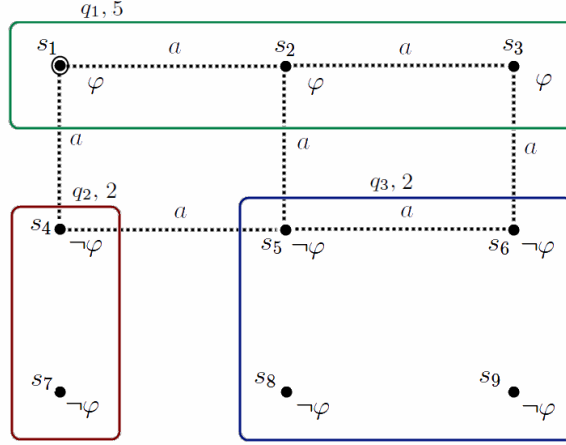 q₁, 5
s₁ a s₂ a s₃
φ φ φ
a a a
q₂, 2 q₃, 2
s₄ a s₅ a s₆
¬φ ¬φ ¬φ
s₇ s₈ s₉
¬φ ¬φ ¬φ